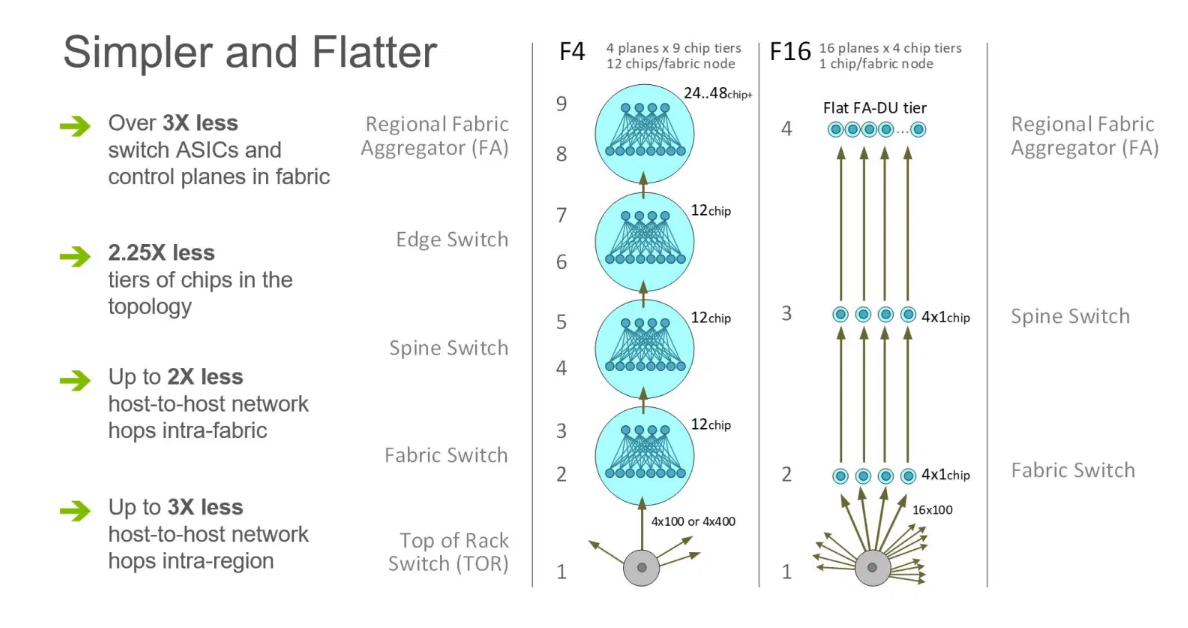 Simpler and Flatter
Over 3X less
switch ASICs and
control planes in fabric
2.25X less
tiers of chips in the
topology
Up to 2X less
host-to-host network
hops intra-fabric
Up to 3X less
host-to-host network
hops intra-region
Regional Fabric
Aggregator (FA)
Edge Switch
Spine Switch
Fabric Switch
Top of Rack
Switch (TOR)
F4
4 planes x 9 chip tiers
12 chips/fabric node
9
8
7
6
5
4
3
2
1
24..48chip+
12chip
12chip
12chip
4x100 or 4x400
F16
16 planes x 4 chip tiers
1 chip/fabric node
Flat FA-DU tier
...
4
3
2
1
4x1chip
4x1chip
16x100
Regional Fabric
Aggregator (FA)
Spine Switch
Fabric Switch